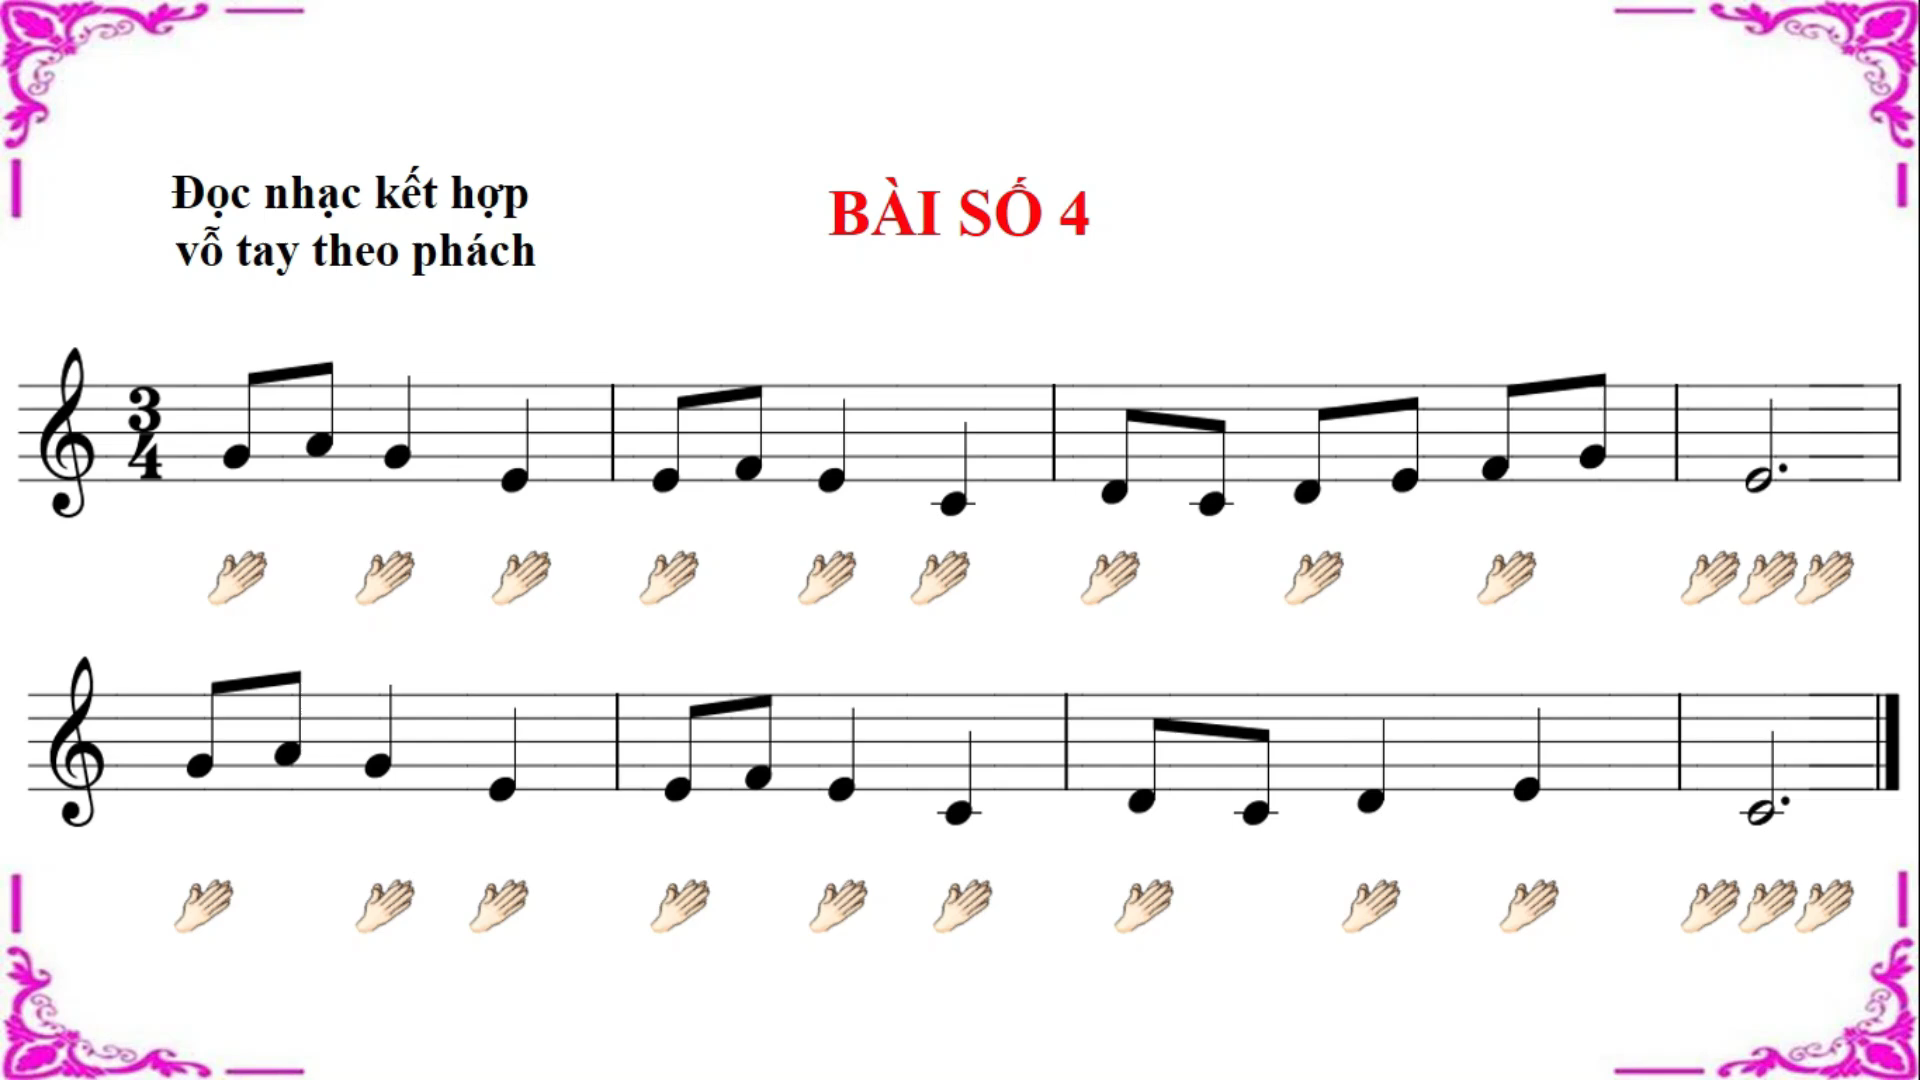 Đọc nhạc kết hợp
vỗ tay theo phách
BÀI SỐ 4
3
4